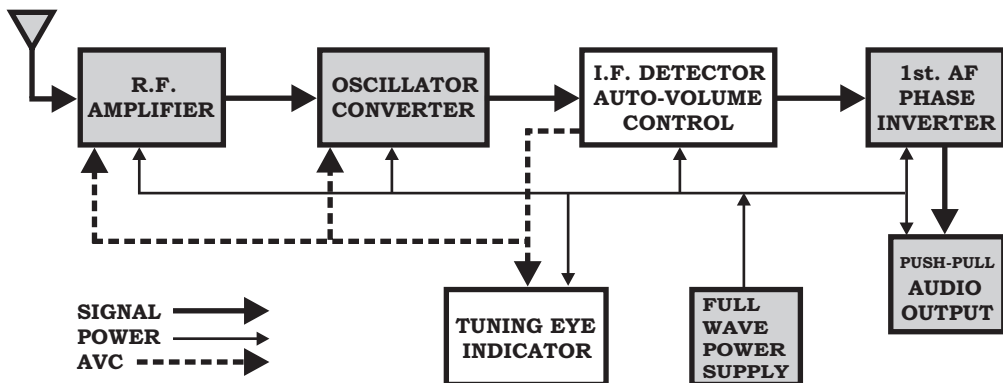 R.F.
AMPLIFIER
OSCILLATOR
CONVERTER
I.F. DETECTOR
AUTO-VOLUME
CONTROL
1st. AF
PHASE
INVERTER
PUSH-PULL
AUDIO
OUTPUT
SIGNAL
POWER
AVC
TUNING EYE
INDICATOR
FULL
WAVE
POWER
SUPPLY